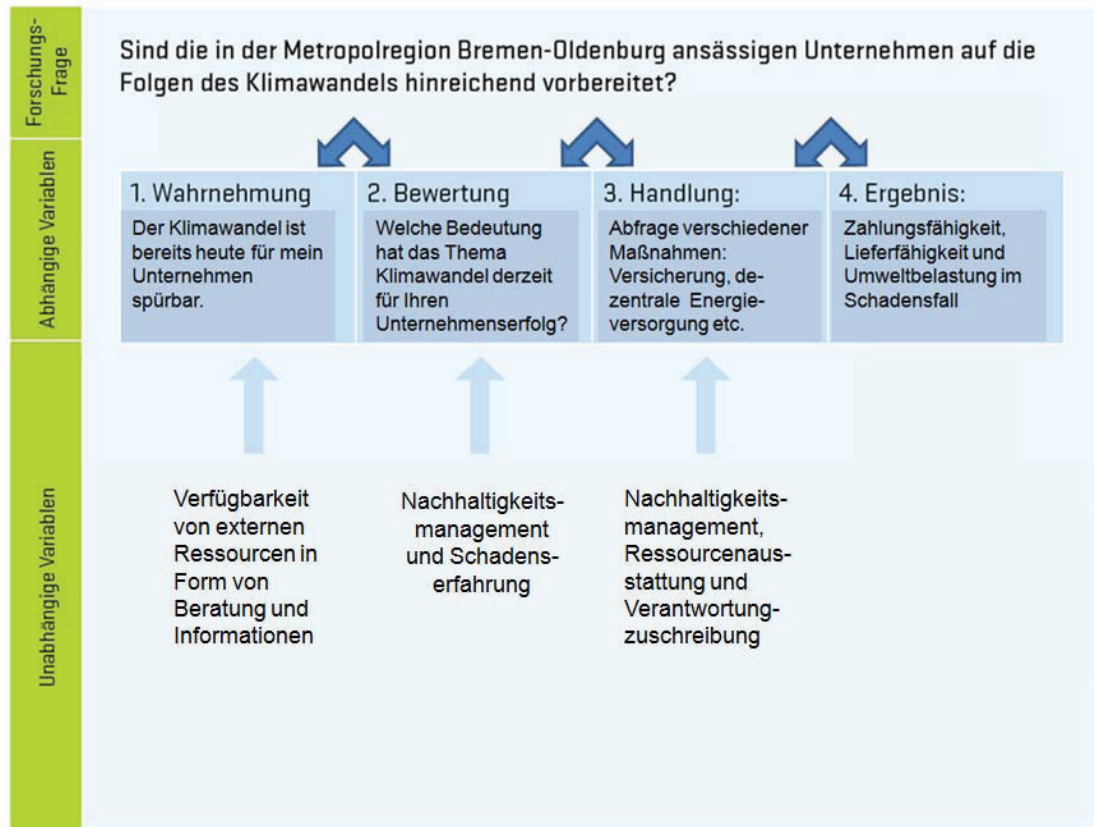 Forschungs-
Frage
Sind die in der Metropolregion Bremen-Oldenburg ansässigen Unternehmen auf die
Folgen des Klimawandels hinreichend vorbereitet?
Abhängige Variablen
1. Wahrnehmung
Der Klimawandel ist
bereits heute für mein
Unternehmen
spürbar.
2. Bewertung
Welche Bedeutung
hat das Thema
Klimawandel derzeit
für Ihren
Unternehmenserfolg?
3. Handlung:
Abfrage verschiedener
Maßnahmen:
Versicherung, de-
zentrale Energie-
versorgung etc.
4. Ergebnis:
Zahlungsfähigkeit,
Lieferfähigkeit und
Umweltbelastung im
Schadensfall
Unabhängige Variablen
Verfügbarkeit
von externen
Ressourcen in
Form von
Beratung und
Informationen
Nachhaltigkeits-
management
und Schadens-
erfahrung
Nachhaltigkeits-
management,
Ressourcenaus-
stattung und
Verantwortung-
zuschreibung